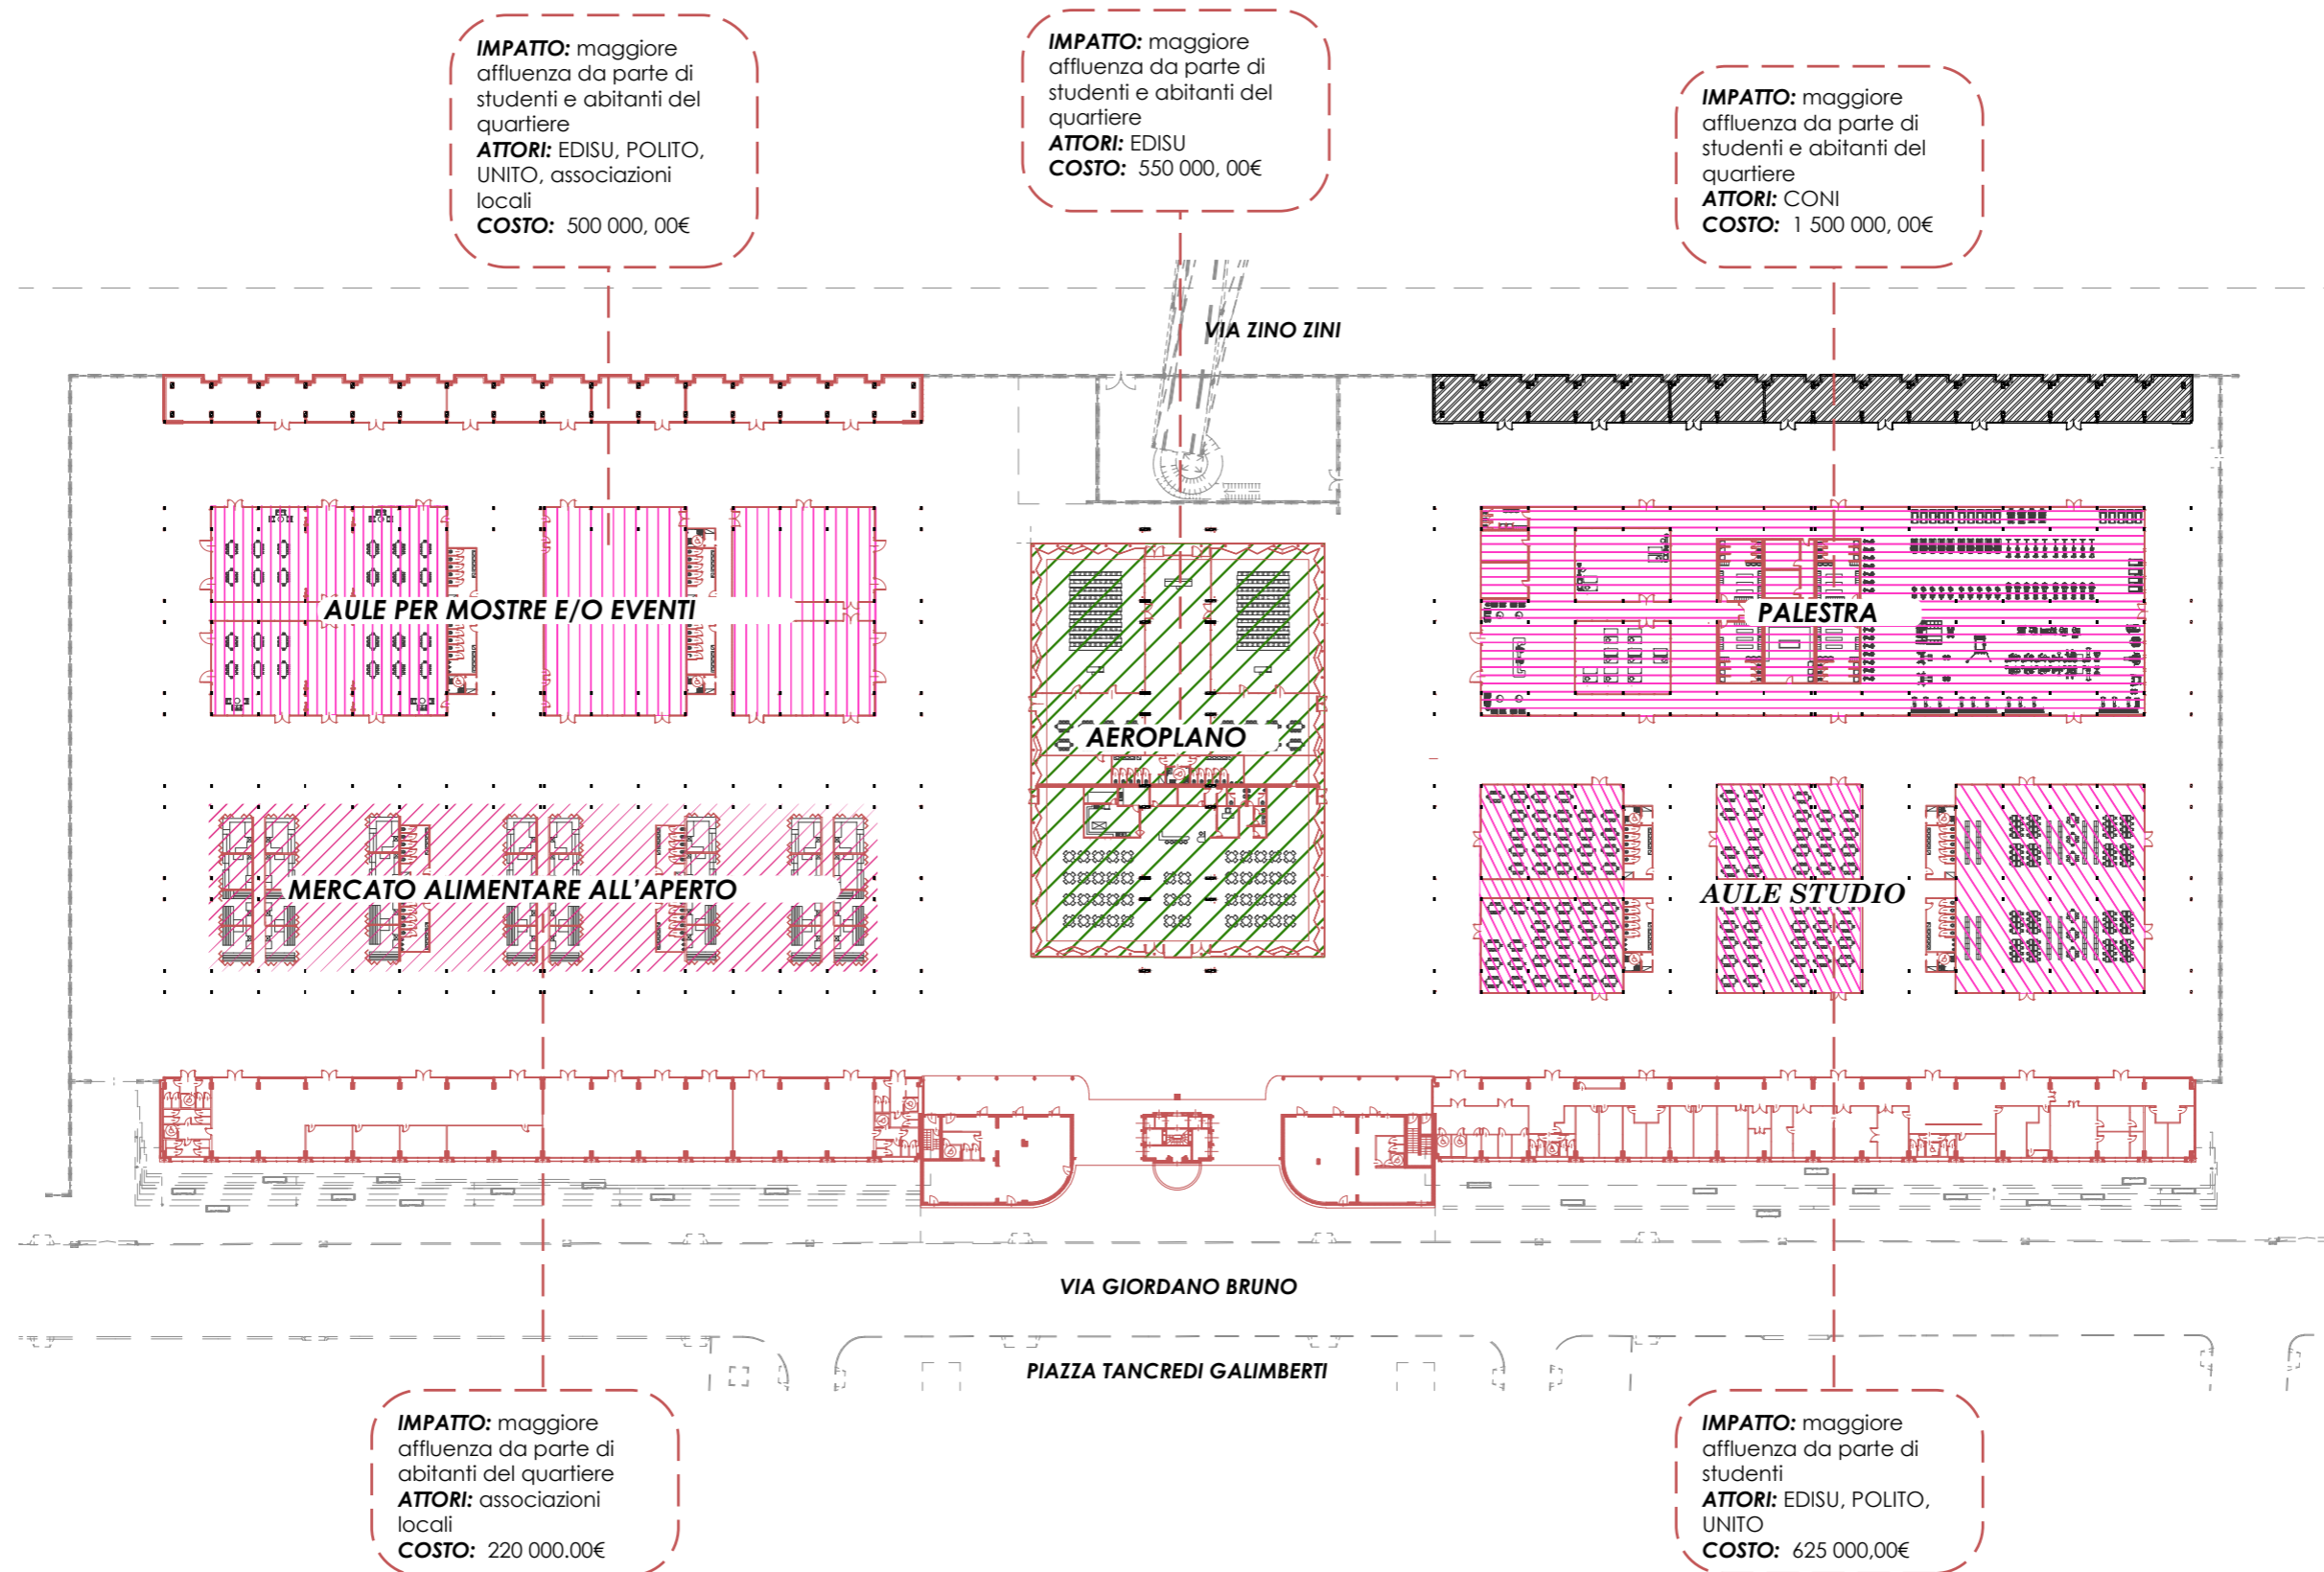 IMPATTO: maggiore
affluenza da parte di
studenti e abitanti del
quartiere
ATTORI: EDISU, POLITO,
UNITO, associazioni
locali
COSTO: 500 000, 00€
IMPATTO: maggiore
affluenza da parte di
studenti e abitanti del
quartiere
ATTORI: EDISU
COSTO: 550 000, 00€
IMPATTO: maggiore
affluenza da parte di
studenti e abitanti del
quartiere
ATTORI: CONI
COSTO: 1 500 000, 00€
VIA ZINO ZINI
AULE PER MOSTRE E/O EVENTI
PALESTRA
AEROPLANO
MERCATO ALIMENTARE ALL'APERTO
AULE STUDIO
VIA GIORDANO BRUNO
PIAZZA TANCREDI GALIMBERTI
IMPATTO: maggiore
affluenza da parte di
abitanti del quartiere
ATTORI: associazioni
locali
COSTO: 220 000.00€
IMPATTO: maggiore
affluenza da parte di
studenti
ATTORI: EDISU, POLITO,
UNITO
COSTO: 625 000,00€